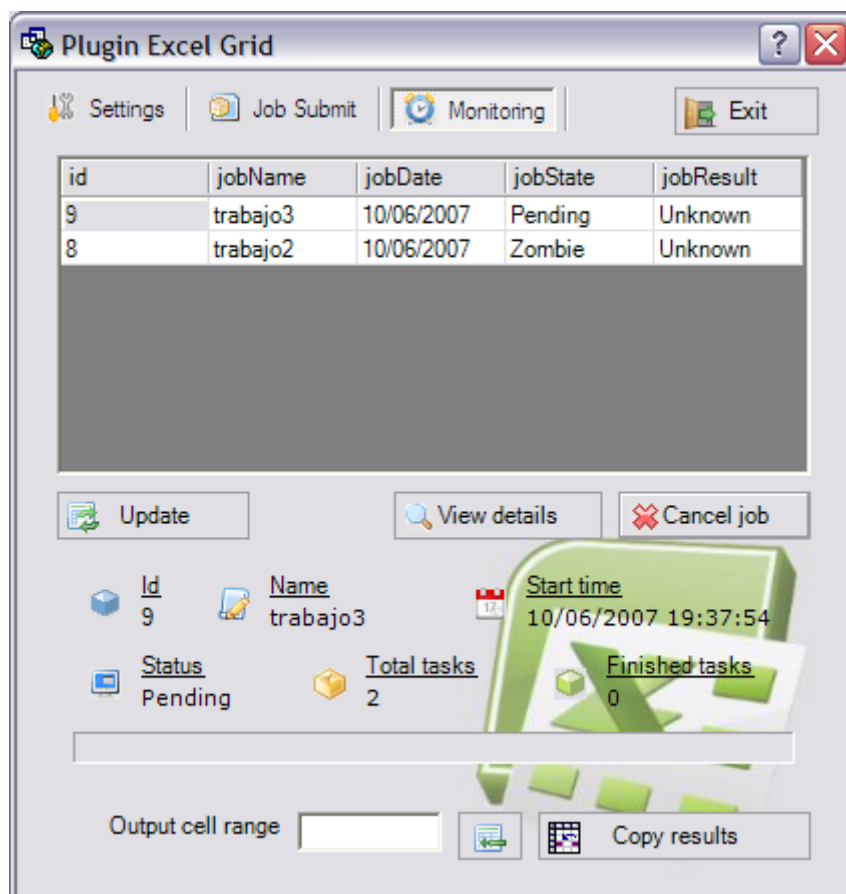 Plugin Excel Grid
Settings Job Submit Monitoring Exit
id jobName jobDate jobState jobResult
9 trabajo3 10/06/2007 Pending Unknown
8 trabajo2 10/06/2007 Zombie Unknown
Update View details Cancel job
Id Name Start time
9 trabajo3 17 10/06/2007 19:37:54
Status Total tasks Finished tasks
Pending 2 0
Output cell range Copy results